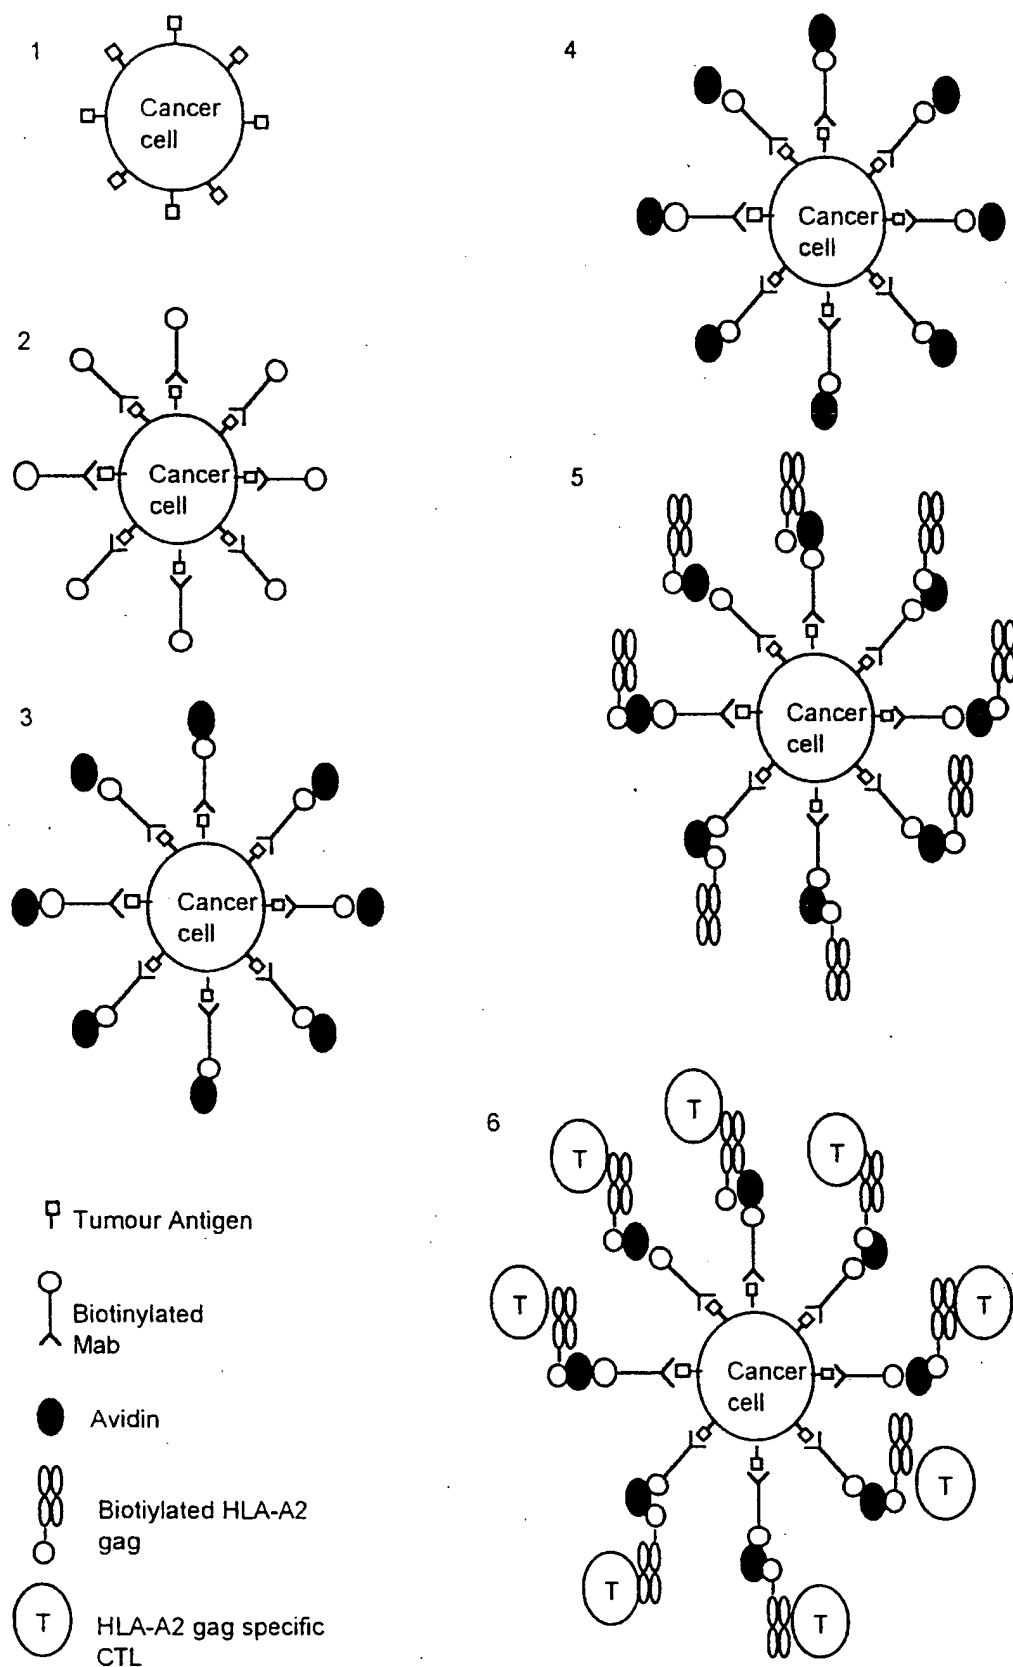 1
Cancer
cell
2
Cancer
cell
3
Cancer
cell
Tumour Antigen
Biotinylated
Mab
Avidin
Biotiylated HLA-A2
gag
T
HLA-A2 gag specific
CTL
4
Cancer
cell
5
Cancer
cell
6
T
T
T
T
T
Cancer
cell
T
T
T